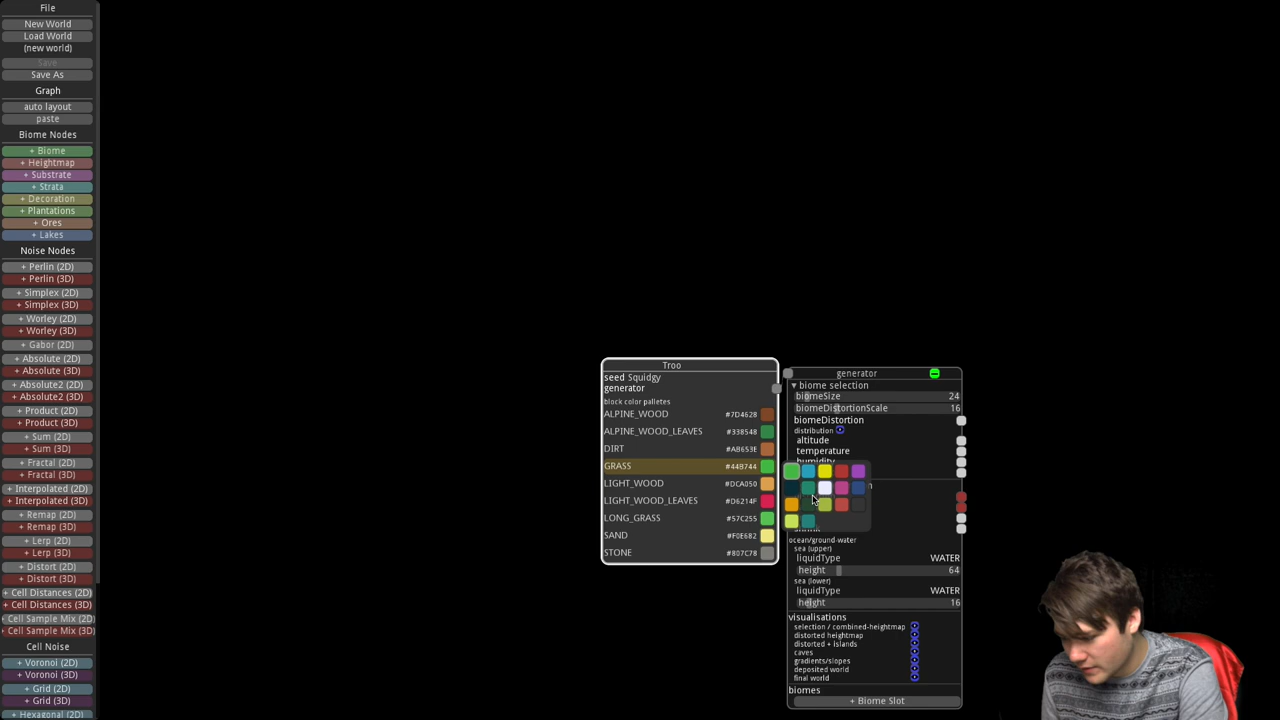 File
New World
Load World
(new world)
Save
Save As
Graph
auto layout
paste
Biome Nodes
+ Biome
+ Heightmap
+ Substrate
+ Strata
+ Decoration
+ Plantations
+ Ores
+ Lakes
Noise Nodes
+ Perlin (2D)
+ Perlin (3D)
+ Simplex (2D)
+ Simplex (3D)
+ Worley (2D)
+ Worley (3D)
+ Gabor (2D)
+ Absolute (2D)
+ Absolute (3D)
+ Absolute2 (2D)
+ Absolute2 (3D)
+ Product (2D)
+ Product (3D)
+ Sum (2D)
+ Sum (3D)
+ Fractal (2D)
+ Fractal (3D)
+ Interpolated (2D)
+ Interpolated (3D)
+ Remap (2D)
+ Remap (3D)
+ Lerp (2D)
+ Lerp (3D)
+ Distort (2D)
+ Distort (3D)
+ Cell Distances (2D)
+ Cell Distances (3D)
+ Cell Sample Mix (2D)
+ Cell Sample Mix (3D)
Cell Noise
+ Voronoi (2D)
+ Voronoi (3D)
+ Grid (2D)
+ Grid (3D)
+ Hexagonal (2D)
Troo
seed Squidgy
generator
block color palletes
ALPINE_WOOD #7D4628
ALPINE_WOOD_LEAVES #338548
DIRT #AB653E
GRASS #44B744
LIGHT_WOOD #DCA050
LIGHT_WOOD_LEAVES #D6214F
LONG_GRASS #57C255
SAND #F0E682
STONE #807C78
generator
biome selection
biomeSize 24
biomeDistortionScale 16
biomeDistortion
distribution
altitude
temperature
humidity
shrink
ocean/ground-water
sea (upper)
liquidType WATER
height 64
sea (lower)
liquidType WATER
height 16
visualisations
selection / combined-heightmap
distorted heightmap
distorted + islands
caves
gradients/slopes
deposited world
final world
biomes
+ Biome Slot